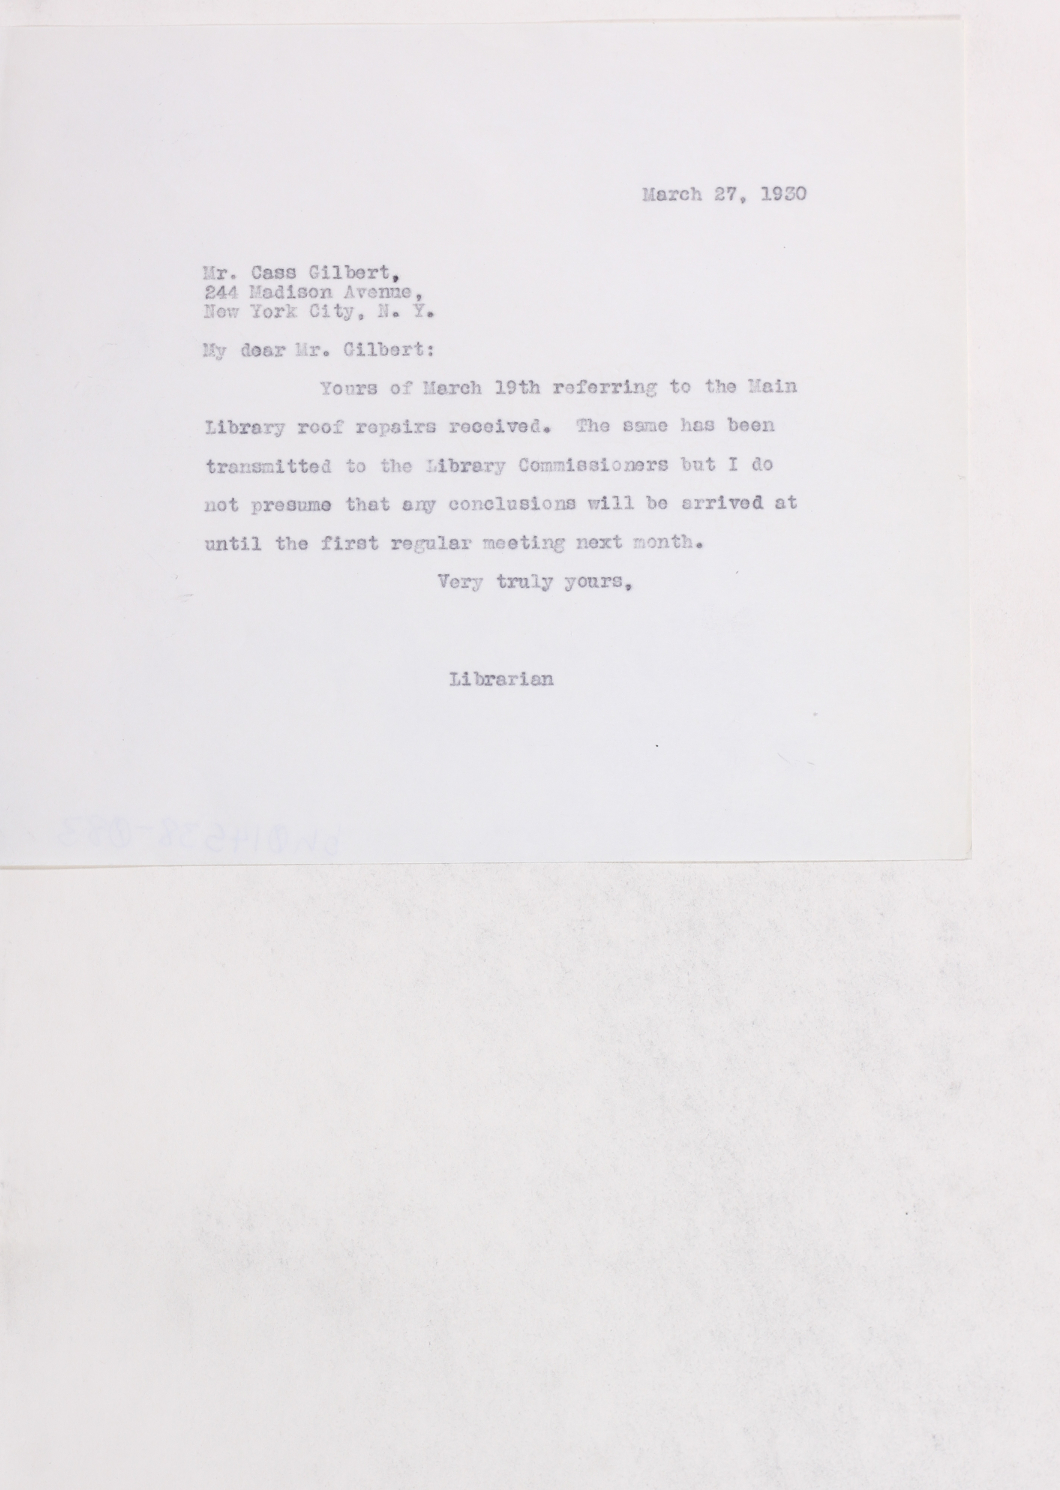 March 27, 1930
Mr. Cass Gilbert,
244 Madison Avenue,
New York City, N. Y.
My dear Mr. Gilbert:
Yours of March 19th referring to the Main
Library roof repairs received. The same has been
transmitted to the Library Commissioners but I do
not presume that any conclusions will be arrived at
until the first regular meeting next month.
Very truly yours,
Librarian